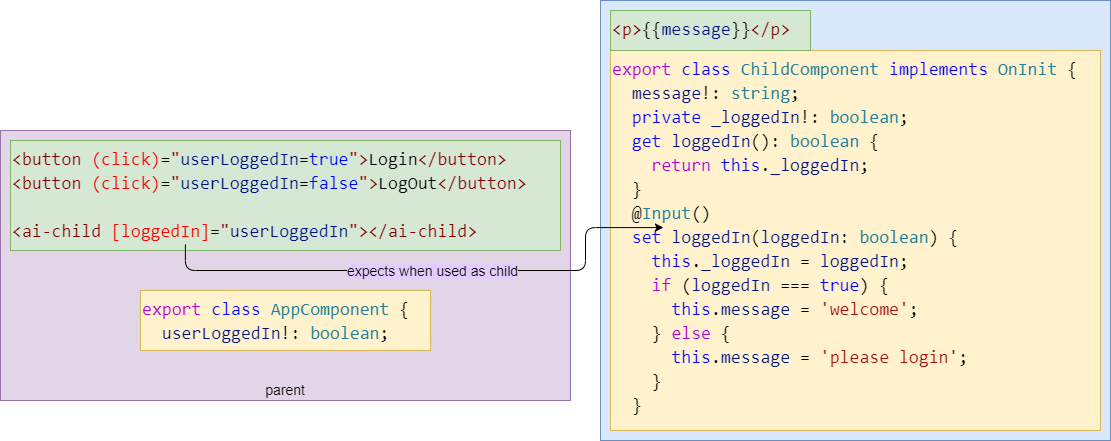 <button (click)="userLoggedIn=true">Login</button>
<button (click)="userLoggedIn=false">LogOut</button>
<ai-child [loggedIn]="userLoggedIn"></ai-child>
expects when used as child
export class AppComponent {
userLoggedIn!: boolean;
parent
<p>{{message}}</p>
export class ChildComponent implements OnInit {
message!: string;
private _loggedIn!: boolean;
get loggedIn(): boolean {
return this._loggedIn;
}
@Input()
set loggedIn(loggedIn: boolean) {
this._loggedIn = loggedIn;
if (loggedIn === true) {
this.message = 'welcome';
} else {
this.message = 'please login';
}
}